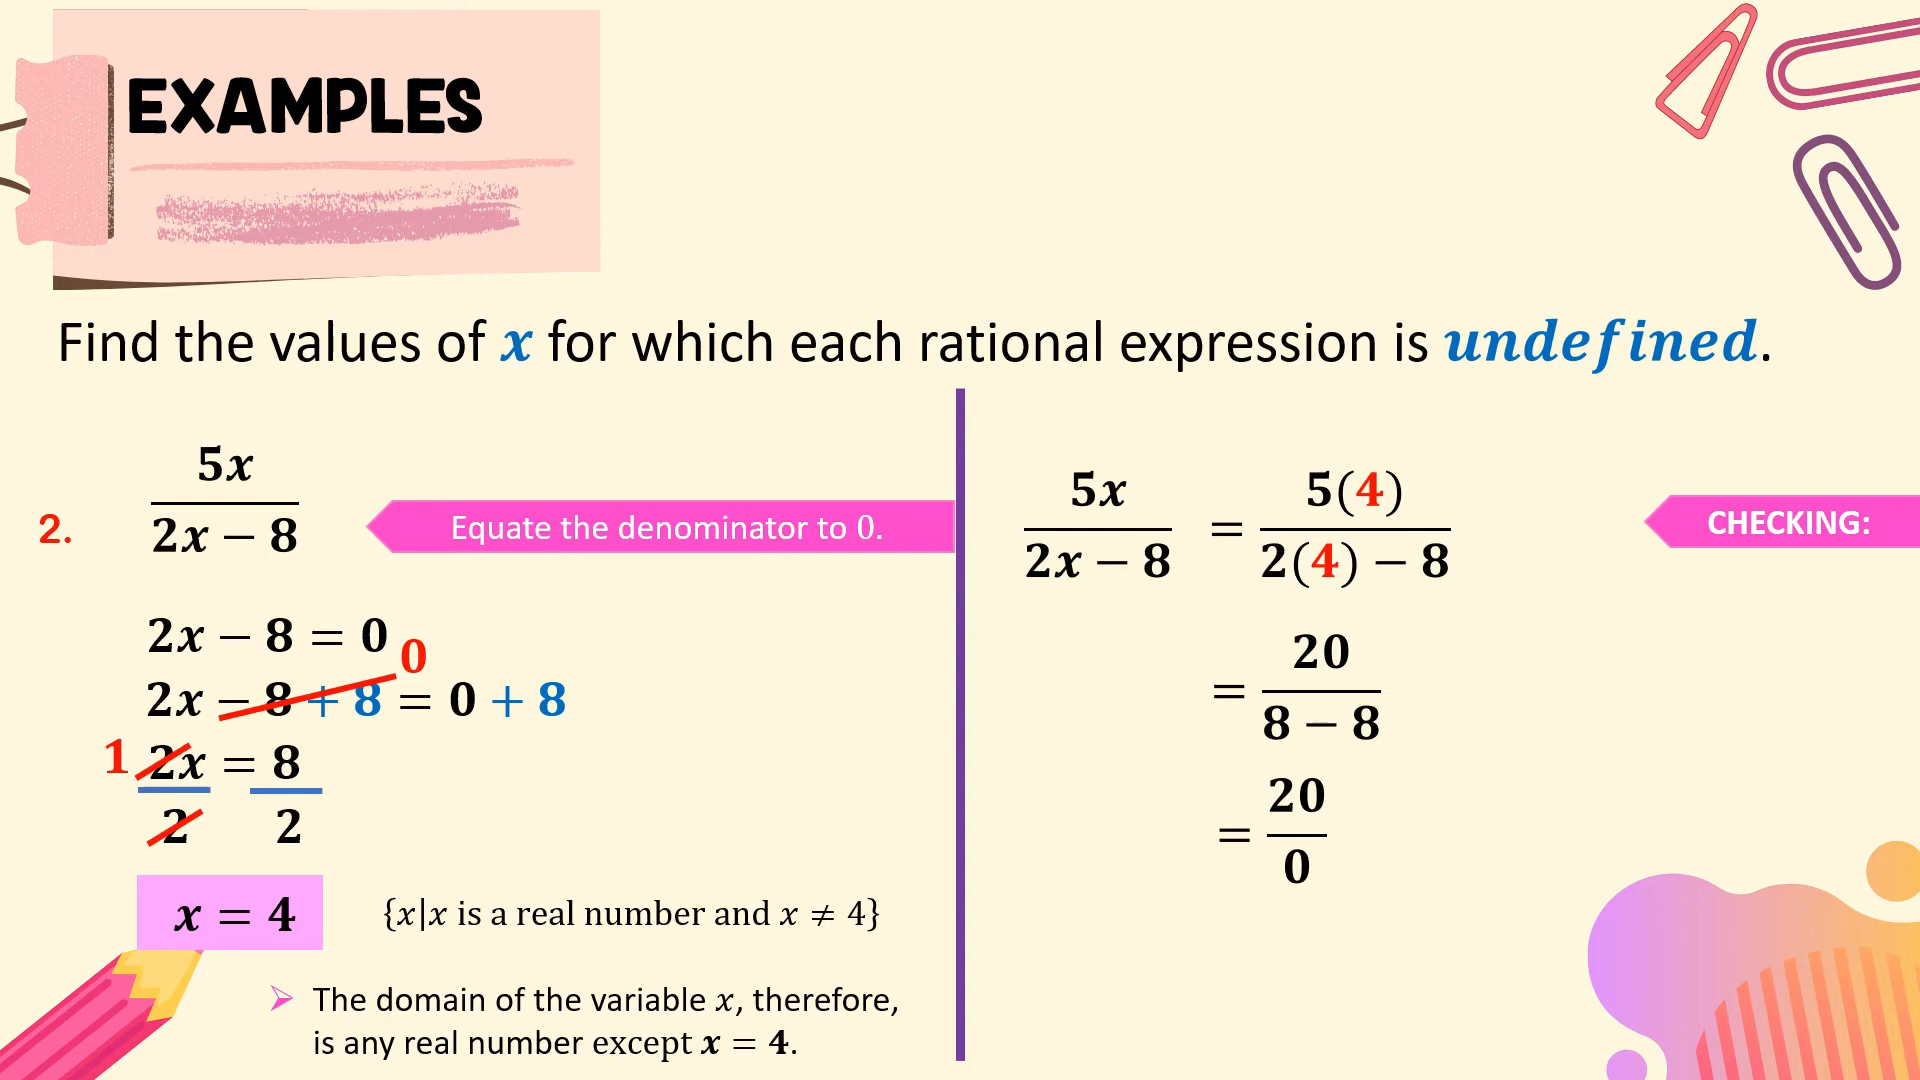 EXAMPLES
Find the values of x for which each rational expression is undefined.
2.
5x
2x − 8
Equate the denominator to 0.
2x − 8 = 0
0
2x − 8 + 8 = 0 + 8
1 2x = 8
2 2
x = 4
{x|x is a real number and x ≠ 4}
➢ The domain of the variable x, therefore,
is any real number except x = 4.
CHECKING:
5x / 2x − 8 = 5(4) / 2(4) − 8
= 20 / 8 − 8
= 20 / 0